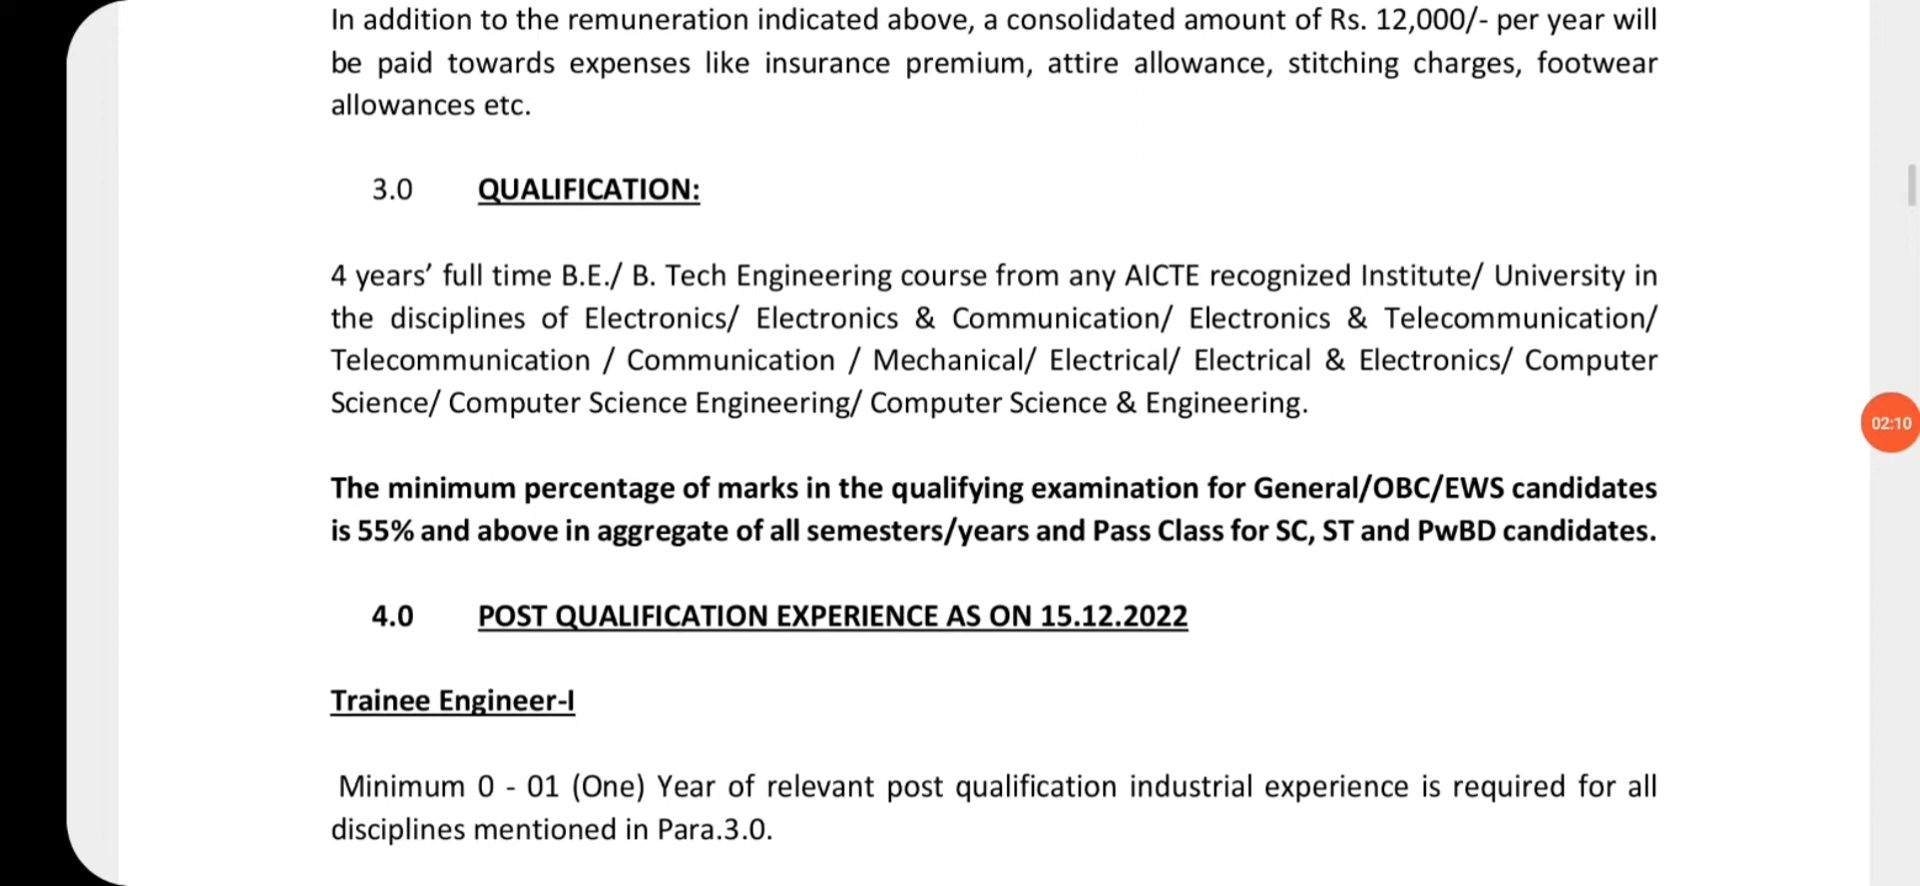 In addition to the remuneration indicated above, a consolidated amount of Rs. 12,000/- per year will
be paid towards expenses like insurance premium, attire allowance, stitching charges, footwear
allowances etc.
3.0 QUALIFICATION:
4 years’ full time B.E./ B. Tech Engineering course from any AICTE recognized Institute/ University in
the disciplines of Electronics/ Electronics & Communication/ Electronics & Telecommunication/
Telecommunication / Communication / Mechanical/ Electrical/ Electrical & Electronics/ Computer
Science/ Computer Science Engineering/ Computer Science & Engineering.
02:10
The minimum percentage of marks in the qualifying examination for General/OBC/EWS candidates
is 55% and above in aggregate of all semesters/years and Pass Class for SC, ST and PwBD candidates.
4.0 POST QUALIFICATION EXPERIENCE AS ON 15.12.2022
Trainee Engineer-I
Minimum 0 - 01 (One) Year of relevant post qualification industrial experience is required for all
disciplines mentioned in Para.3.0.